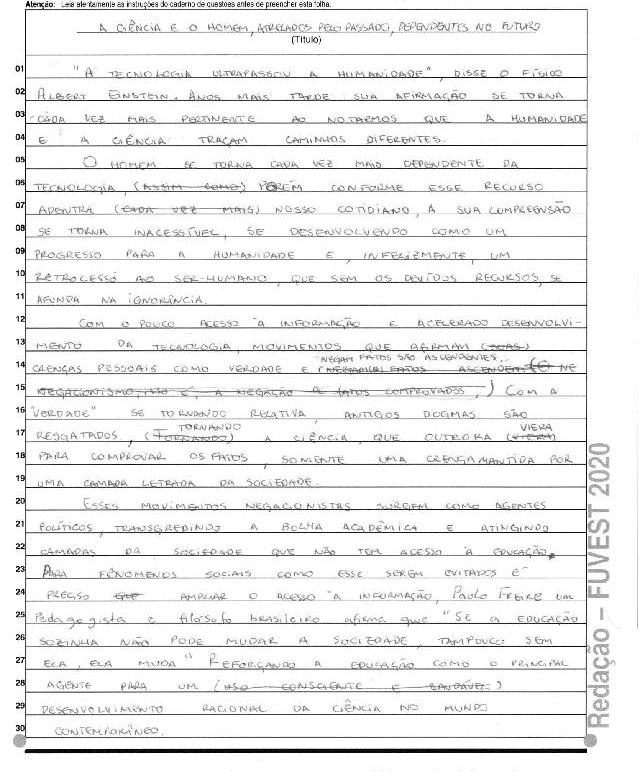 Atenção: Leia atentamente as instruções do caderno de questões antes de preencher esta folha.
A CIÊNCIA E O HOMEM, ATRELADOS PELO PASSADO, DEPENDENTES NO FUTURO
(Título)
01 "A TECNOLOGIA ULTRAPASSOU A HUMANIDADE", DISSE O FÍSICO
02 ALBERT EINSTEIN. ANOS MAIS TARDE SUA AFIRMAÇÃO SE TORNA
03 CADA VEZ MAIS PERTINENTE AO NOTARMOS QUE A HUMANIDADE
04 E A CIÊNCIA TRAÇAM CAMINHOS DIFERENTES.
05 O HOMEM SE TORNA CADA VEZ MAIS DEPENDENTE DA
06 TECNOLOGIA, (ASSIM COMO) PORÉM CONFORME ESSE RECURSO
07 ADENTRA (CADA VEZ MAIS) NOSSO COTIDIANO, A SUA COMPREENSÃO
08 SE TORNA INACESSÍVEL, SE DESENVOLVENDO COMO UM
09 PROGRESSO PARA A HUMANIDADE E, INFELIZMENTE, UM
10 RETROCESSO AO SER-HUMANO, QUE SEM OS DEVIDOS RECURSOS, SE
11 AFUNDA NA IGNORÂNCIA.
12 COM O POUCO ACESSO À INFORMAÇÃO E ACELERADO DESENVOLVI-
13 MENTO DA TECNOLOGIA, MOVIMENTOS QUE AFIRMAM (SUAS)
NEGAM FATOS SÃO ASCENDENTES.
14 CRENÇAS PESSOAIS COMO VERDADE E (NEGAM FATOS ASCENDEM. (O NE
15 NEGACIONISMO, ISTO É, A NEGAÇÃO DE FATOS COMPROVADOS,) COM A
16 "VERDADE" SE TORNANDO RELATIVA, ANTIGOS DOGMAS SÃO
TORNANDO VIERA
17 RESGATADOS, (TORNANDO) A CIÊNCIA, QUE OUTRORA (VIERA)
18 PARA COMPROVAR OS FATOS, SOMENTE UMA CRENÇA MANTIDA POR
19 UMA CAMADA LETRADA DA SOCIEDADE.
20 ESSES MOVIMENTOS NEGACIONISTAS SURGEM COMO AGENTES
21 POLÍTICOS, TRANSGREDINDO A BOLHA ACADÊMICA E ATINGINDO
22 CAMADAS DA SOCIEDADE QUE NÃO TEM ACESSO À EDUCAÇÃO.
23 PARA FENÔMENOS SOCIAIS COMO ESSE SEREM EVITADOS É
24 PRECISO QUE AMPLIAR O ACESSO À INFORMAÇÃO, PAULO FREIRE UM
25 Pedagogista e filósofo brasileiro afirma que "SE A EDUCAÇÃO
26 SOZINHA NÃO PODE MUDAR A SOCIEDADE, TAMPOUCO SEM
27 ELA, ELA MUDA" REFORÇANDO A EDUCAÇÃO COMO O PRINCIPAL
28 AGENTE PARA UM (USO CONSCIENTE E SAUDÁVEL)
29 DESENVOLVIMENTO RACIONAL DA CIÊNCIA NO MUNDO
30 CONTEMPORÂNEO.
Redação – FUVEST 2020